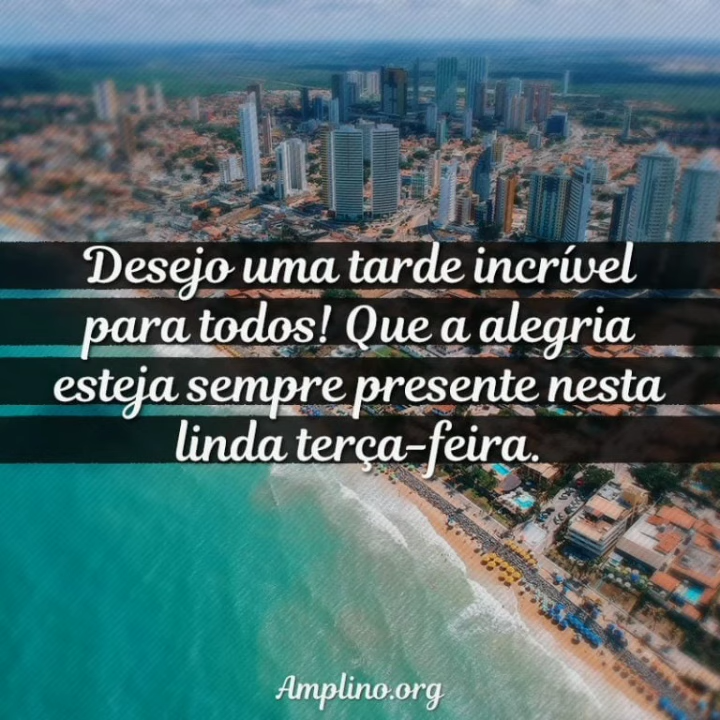 Desejo uma tarde incrível
para todos! Que a alegria
esteja sempre presente nesta
linda terça-feira.
Amplino.org